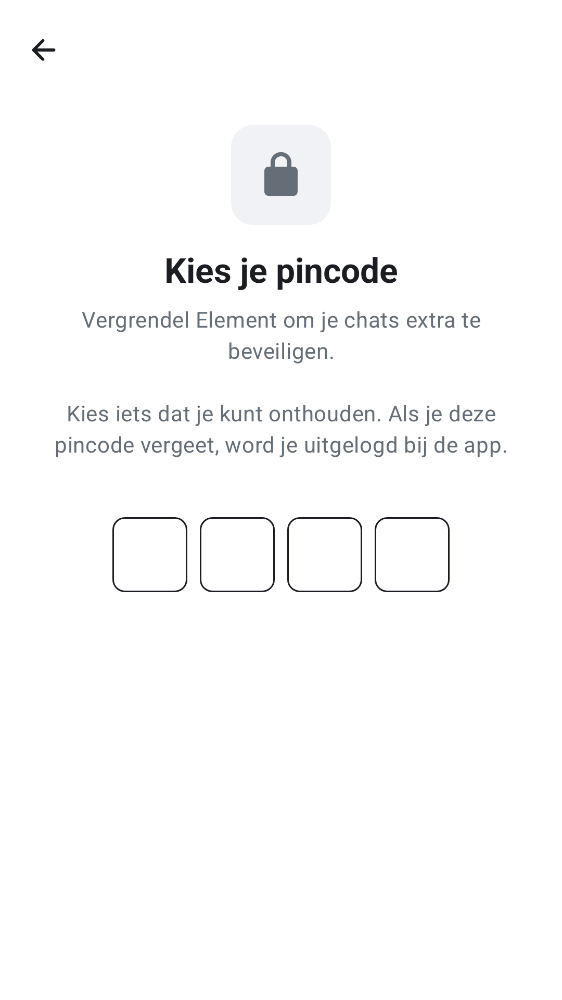 Kies je pincode
Vergrendel Element om je chats extra te
beveiligen.
Kies iets dat je kunt onthouden. Als je deze
pincode vergeet, word je uitgelogd bij de app.